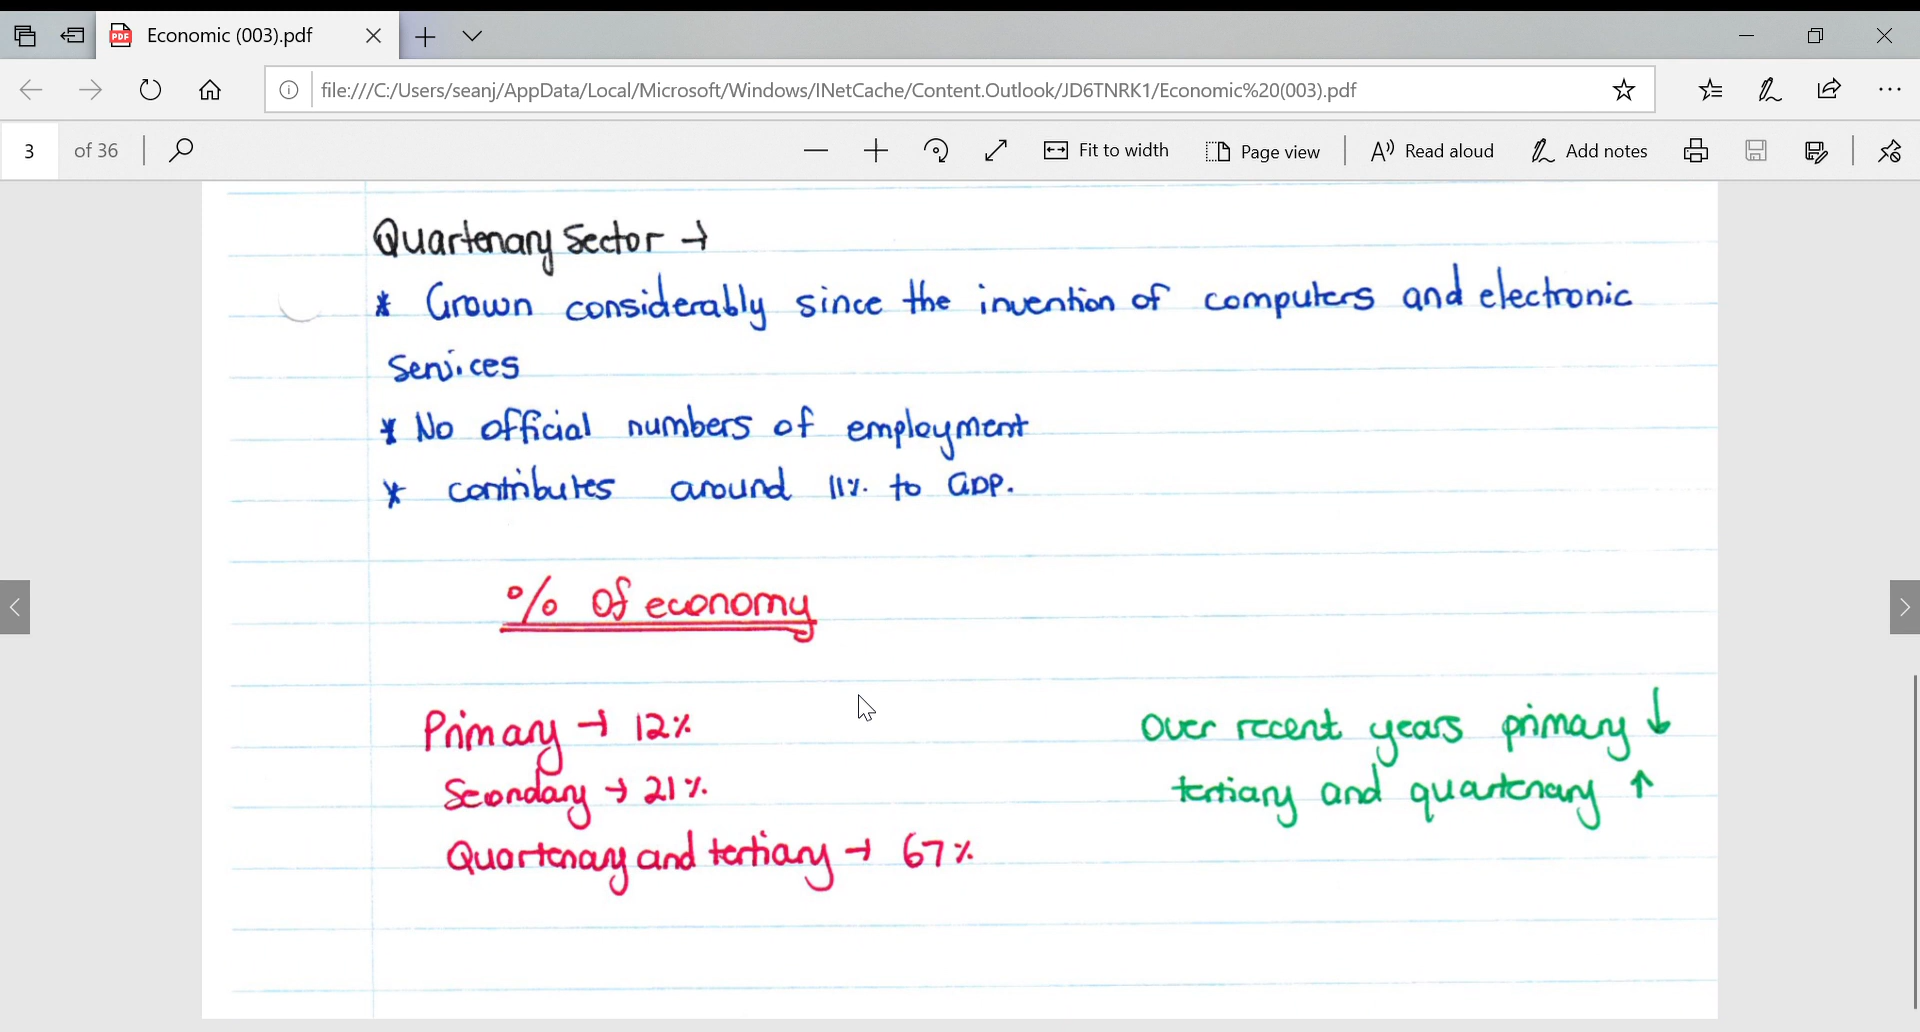 Economic (003).pdf
file:///C:/Users/seanj/AppData/Local/Microsoft/Windows/INetCache/Content.Outlook/JD6TNRK1/Economic%20(003).pdf
3 of 36
Fit to width
Page view
Read aloud
Add notes
Quartenary Sector →
* Grown considerably since the invention of computers and electronic
Services
* No official numbers of employment
* contributes around 11% to GDP.
% Of economy
Primary → 12%
Secondary → 21%
Quartenary and tertiary → 67%
Over recent years primary ↓
tertiary and quartenary ↑